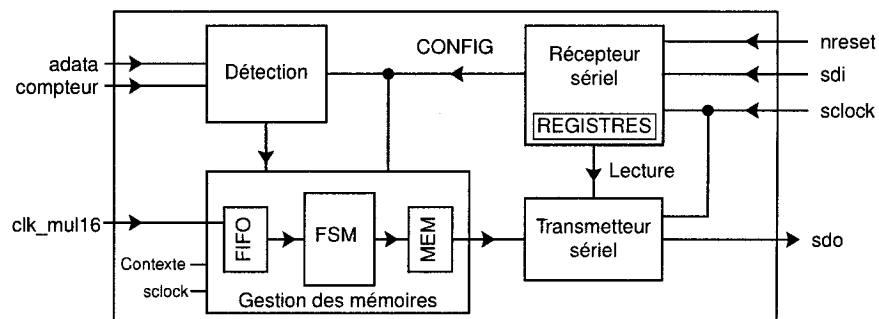 CONFIG
Récepteur
sériel
nreset
adata
Détection
sdi
compteur
sclock
REGISTRES
Lecture
clk_mul16
FIFO
FSM
MEM
Transmetteur
sériel
sdo
Contexte
sclock
Gestion des mémoires